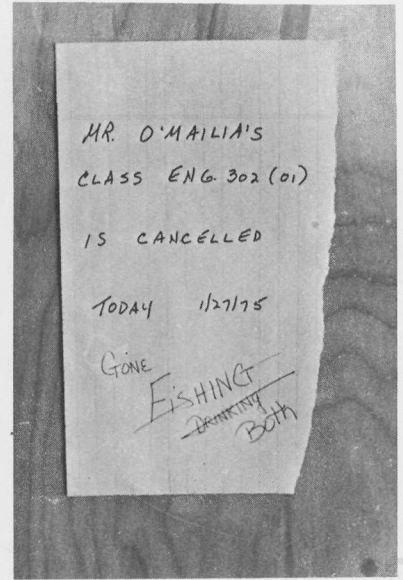 MR. O'MAILIA'S
CLASS ENG. 302 (01)
IS CANCELLED
TODAY 1/27/75
GONE
FISHING
DRINKING
BOTH